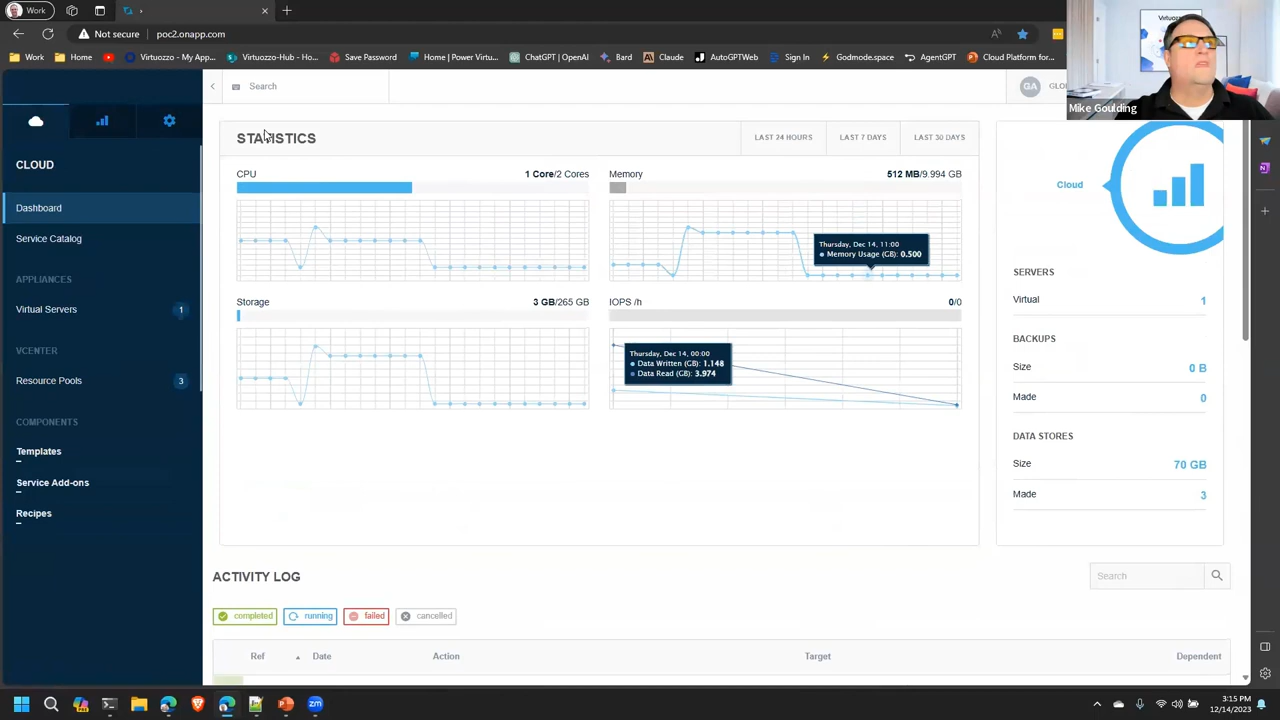 Work
Not secure poc2.onapp.com
Work Home Virtuozzo - My App... Virtuozzo-Hub - Ho... Save Password Home | Power Virtu... ChatGPT | OpenAI Bard Claude AutoGPTWeb Sign In Godmode.space AgentGPT ChatGPT Plugins C
Virtuozzo
Mike Goulding
Search
GA GLO
STATISTICS
LAST 24 HOURS LAST 7 DAYS LAST 30 DAYS
CPU 1 Core/2 Cores
Memory 512 MB/9.994 GB
Thursday, Dec 14, 11:00
Memory Usage (GB): 0.500
Storage 3 GB/265 GB
IOPS /h 0/0
Thursday, Dec 14, 00:00
Data Written (GB): 1.148
Data Read (GB): 3.974
CLOUD
Dashboard
Service Catalog
APPLIANCES
Virtual Servers 1
VCENTER
Resource Pools 3
COMPONENTS
Templates
Service Add-ons
Recipes
Cloud
SERVERS
Virtual 1
BACKUPS
Size 0 B
Made 0
DATA STORES
Size 70 GB
Made 3
ACTIVITY LOG
Search
completed running failed cancelled
Ref Date Action Target Dependent
3:15 PM
12/14/2023